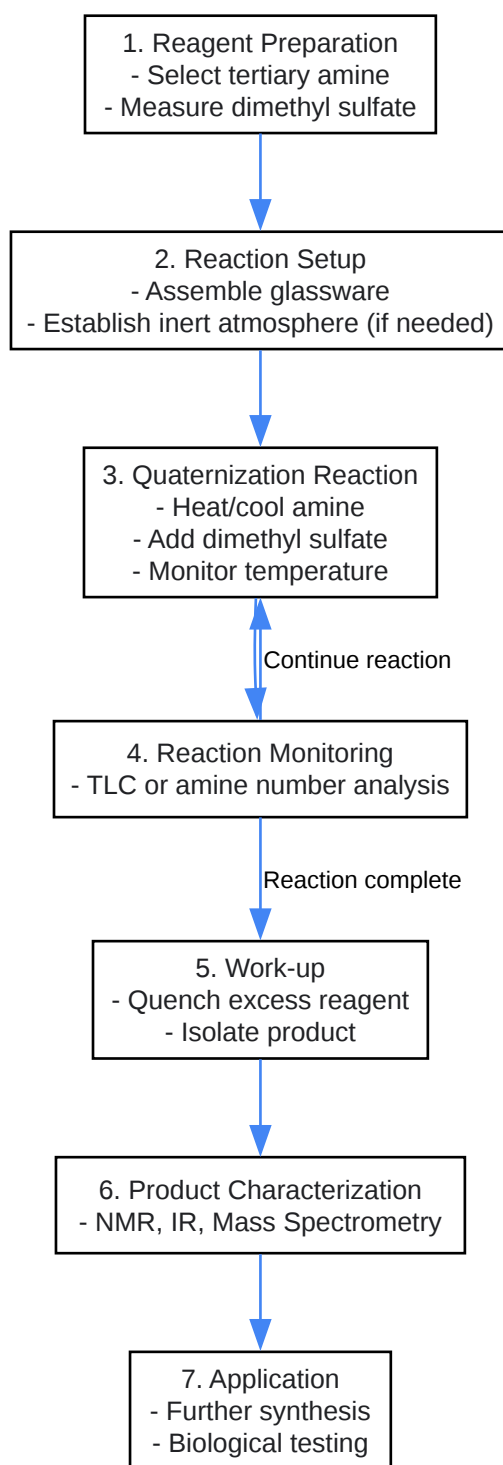 1. Reagent Preparation
- Select tertiary amine
- Measure dimethyl sulfate
2. Reaction Setup
- Assemble glassware
- Establish inert atmosphere (if needed)
3. Quaternization Reaction
- Heat/cool amine
- Add dimethyl sulfate
- Monitor temperature
Continue reaction
4. Reaction Monitoring
- TLC or amine number analysis
Reaction complete
5. Work-up
- Quench excess reagent
- Isolate product
6. Product Characterization
- NMR, IR, Mass Spectrometry
7. Application
- Further synthesis
- Biological testing